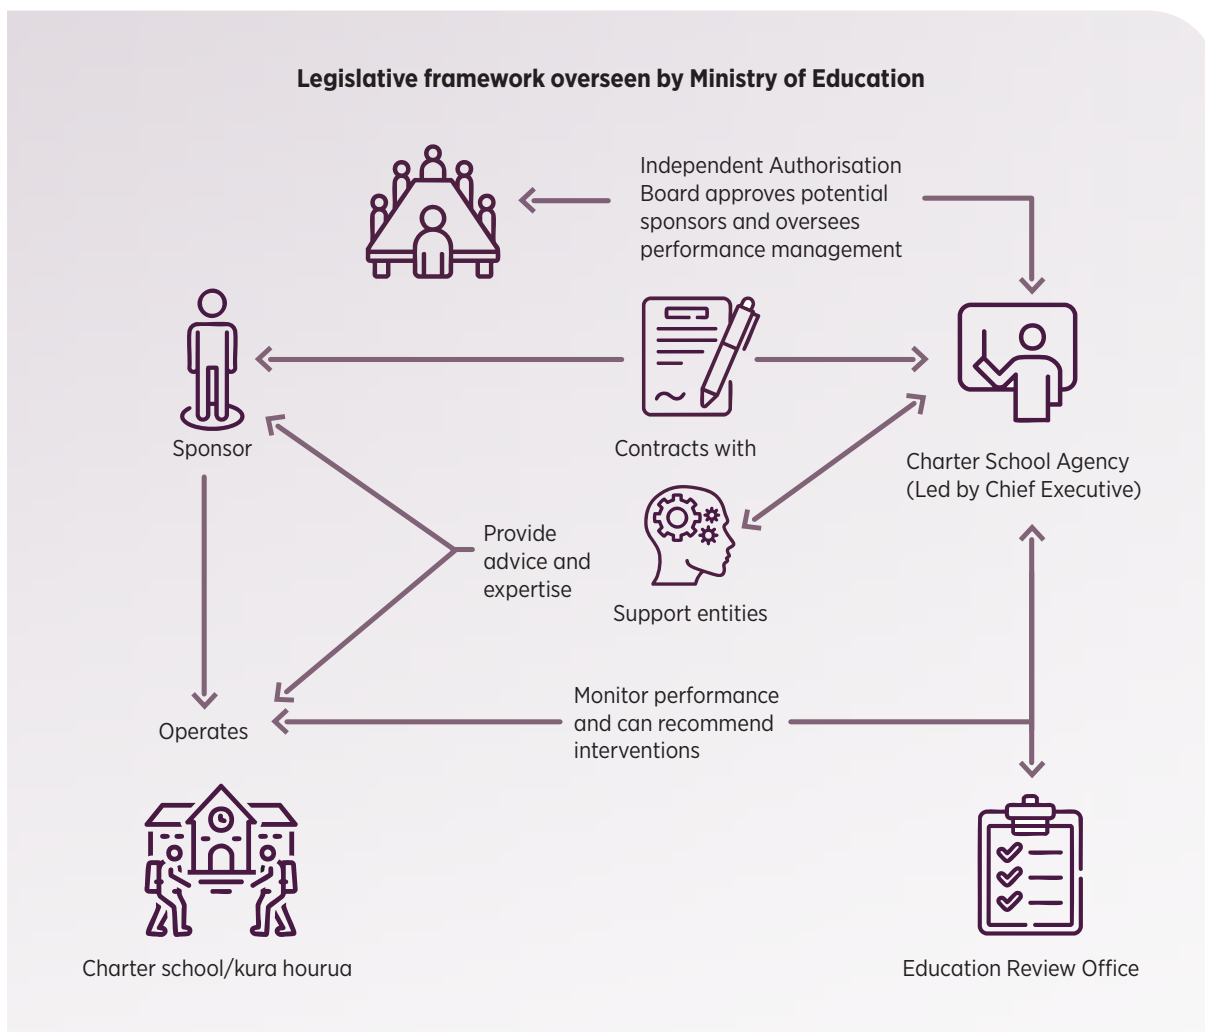 Legislative framework overseen by Ministry of Education
Independent Authorisation
Board approves potential
sponsors and oversees
performance management
Sponsor
Contracts with
Charter School Agency
(Led by Chief Executive)
Provide
advice and
expertise
Support entities
Monitor performance
and can recommend
interventions
Operates
Charter school/kura hourua
Education Review Office